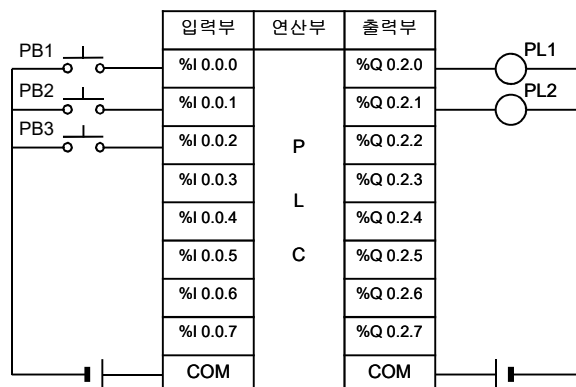 입력부 연산부 출력부
PB1 %I 0.0.0 %Q 0.2.0 PL1
PB2 %I 0.0.1 %Q 0.2.1 PL2
PB3 %I 0.0.2 P %Q 0.2.2
%I 0.0.3 %Q 0.2.3
%I 0.0.4 L %Q 0.2.4
%I 0.0.5 C %Q 0.2.5
%I 0.0.6 %Q 0.2.6
%I 0.0.7 %Q 0.2.7
COM COM